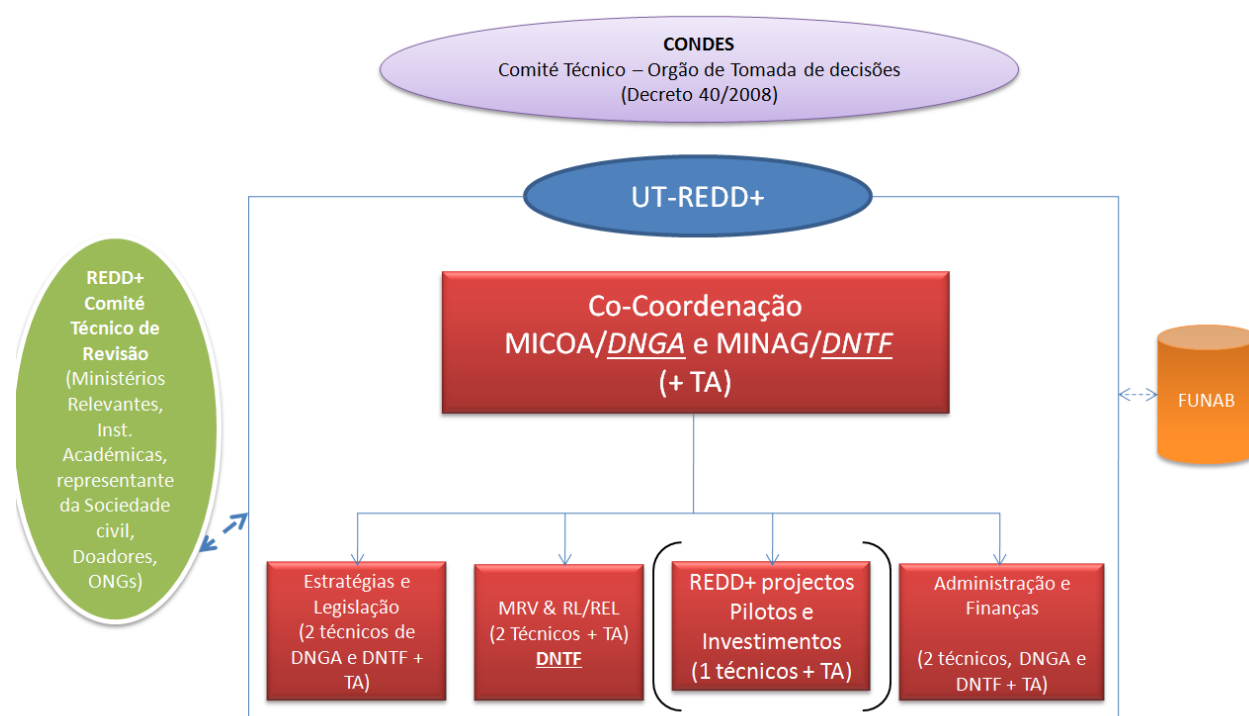 CONDES
Comité Técnico – Orgão de Tomada de decisões
(Decreto 40/2008)
UT-REDD+
REDD+
Comité
Técnico de
Revisão
(Ministérios
Relevantes,
Inst.
Académicas,
representante
da Sociedade
civil,
Doadores,
ONGs)
Co-Coordenação
MICOA/DNGA e MINAG/DNTF
(+ TA)
FUNAB
Estratégias e
Legislação
(2 técnicos de
DNGA e DNTF +
TA)
MRV & RL/REL
(2 Técnicos + TA)
DNTF
REDD+ projectos
Pilotos e
Investimentos
(1 técnicos + TA)
Administração e
Finanças
(2 técnicos, DNGA e
DNTF + TA)